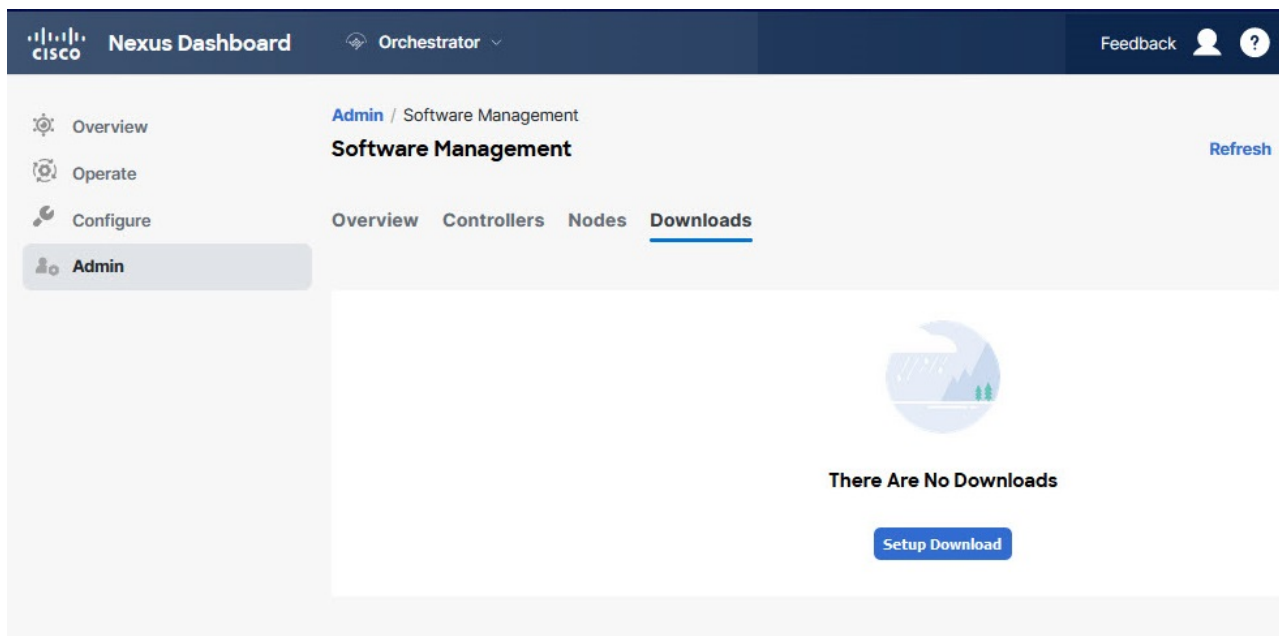 CISCO Nexus Dashboard Orchestrator Feedback ?
Overview
Operate
Configure
Admin
Admin / Software Management
Software Management Refresh
Overview Controllers Nodes Downloads
There Are No Downloads
Setup Download